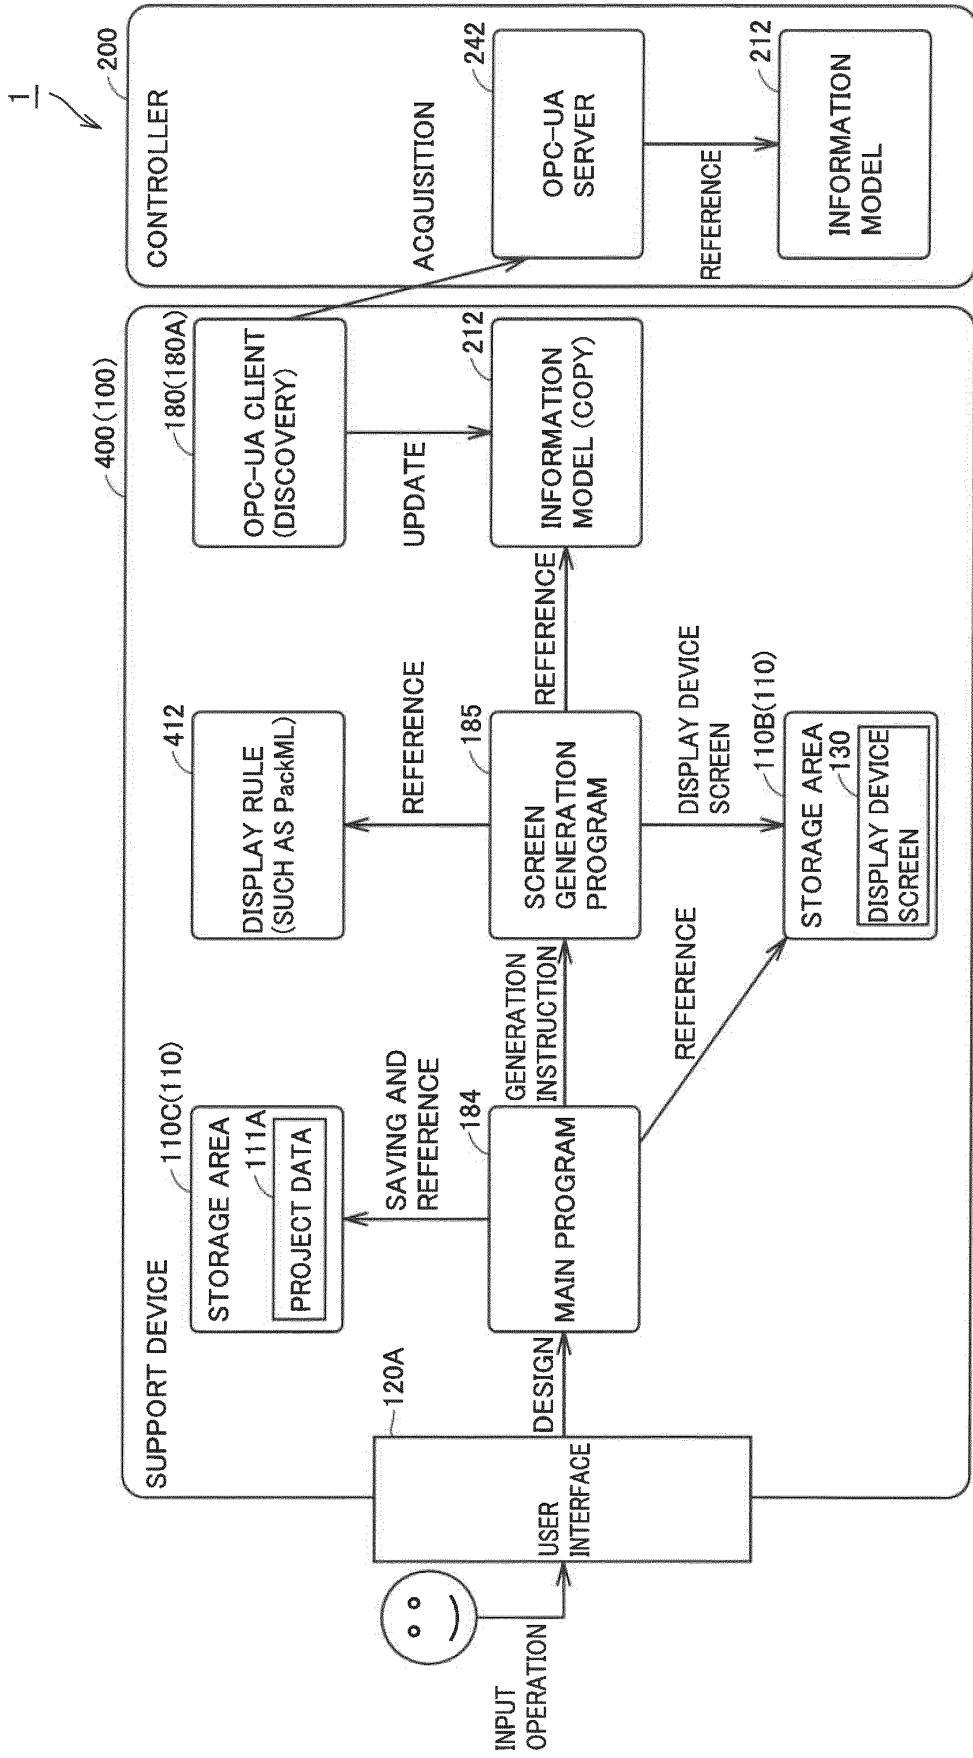 1
SUPPORT DEVICE
400(100)
CONTROLLER
200
STORAGE AREA
110C(110)
PROJECT DATA
111A
DISPLAY RULE
(SUCH AS PackML)
412
OPC-UA CLIENT
(DISCOVERY)
180(180A)
SAVING AND
REFERENCE
REFERENCE
UPDATE
ACQUISITION
INPUT
OPERATION
USER
INTERFACE
120A
DESIGN
MAIN PROGRAM
184
GENERATION
INSTRUCTION
SCREEN
GENERATION
PROGRAM
185
REFERENCE
INFORMATION
MODEL (COPY)
212
OPC-UA
SERVER
242
REFERENCE
DISPLAY DEVICE
SCREEN
REFERENCE
STORAGE AREA
110B(110)
130
DISPLAY DEVICE
SCREEN
INFORMATION
MODEL
212